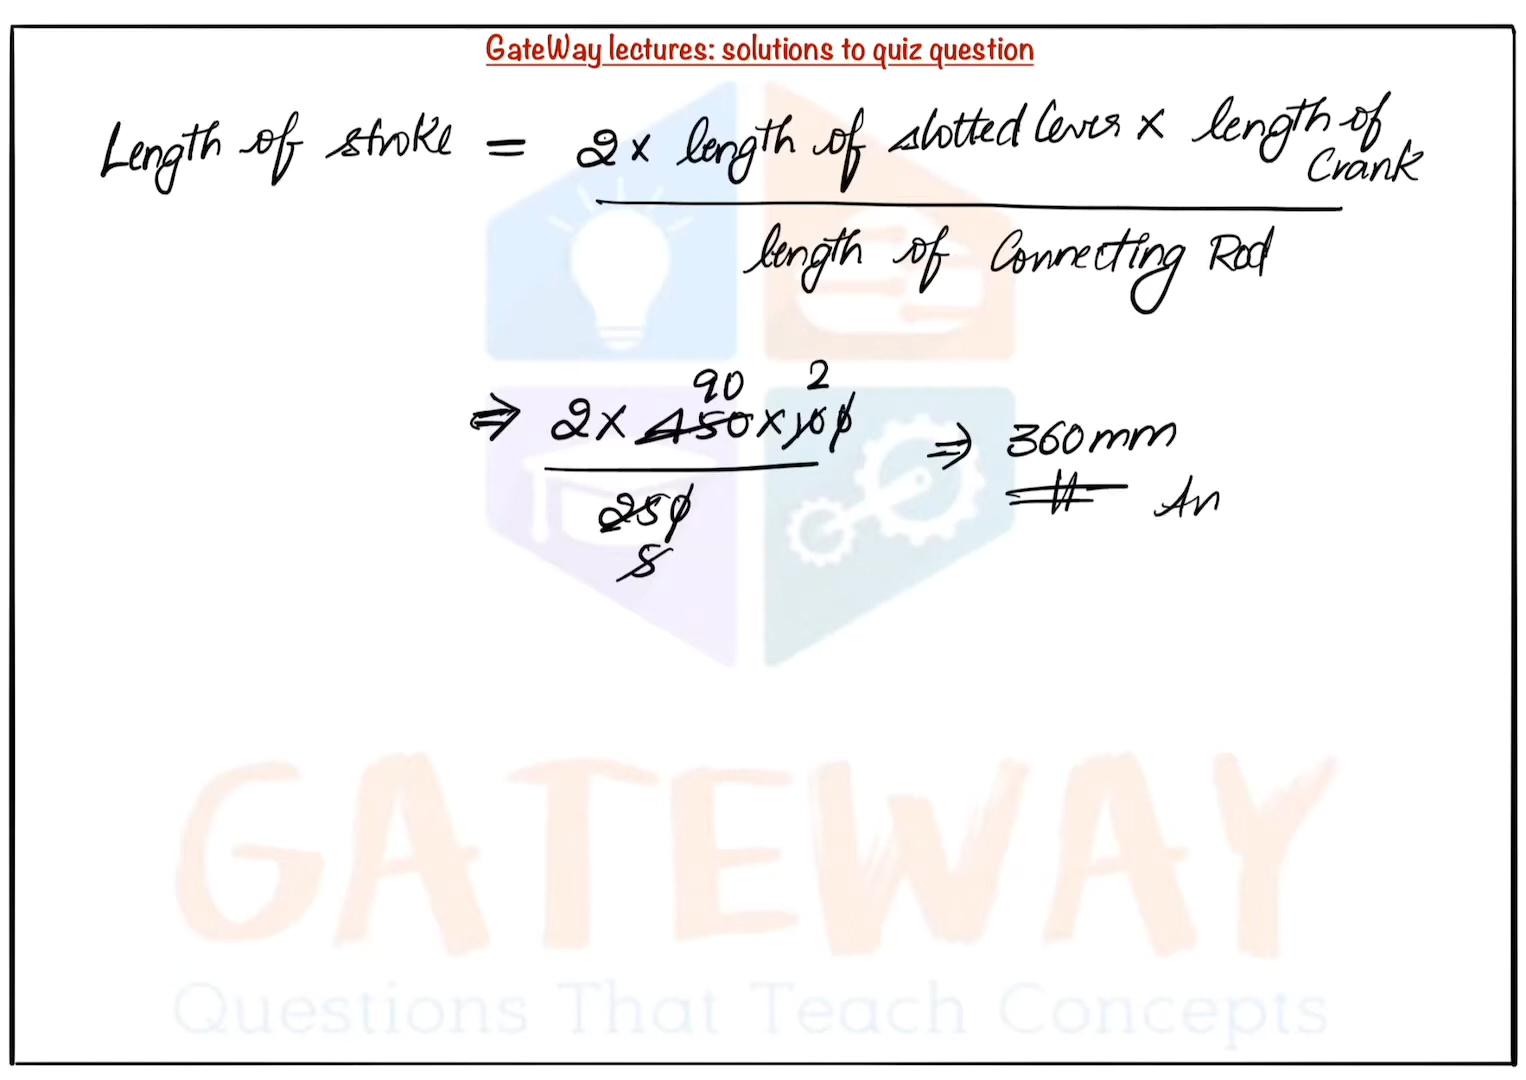 GateWay lectures: solutions to quiz question
Length of stroke = 2 x length of slotted lever x length of Crank
length of Connecting Rod
90 2
⇒ 2 x 450 x 100 ⇒ 360mm
250 An
5
GATEWAY
Questions That Teach Concepts